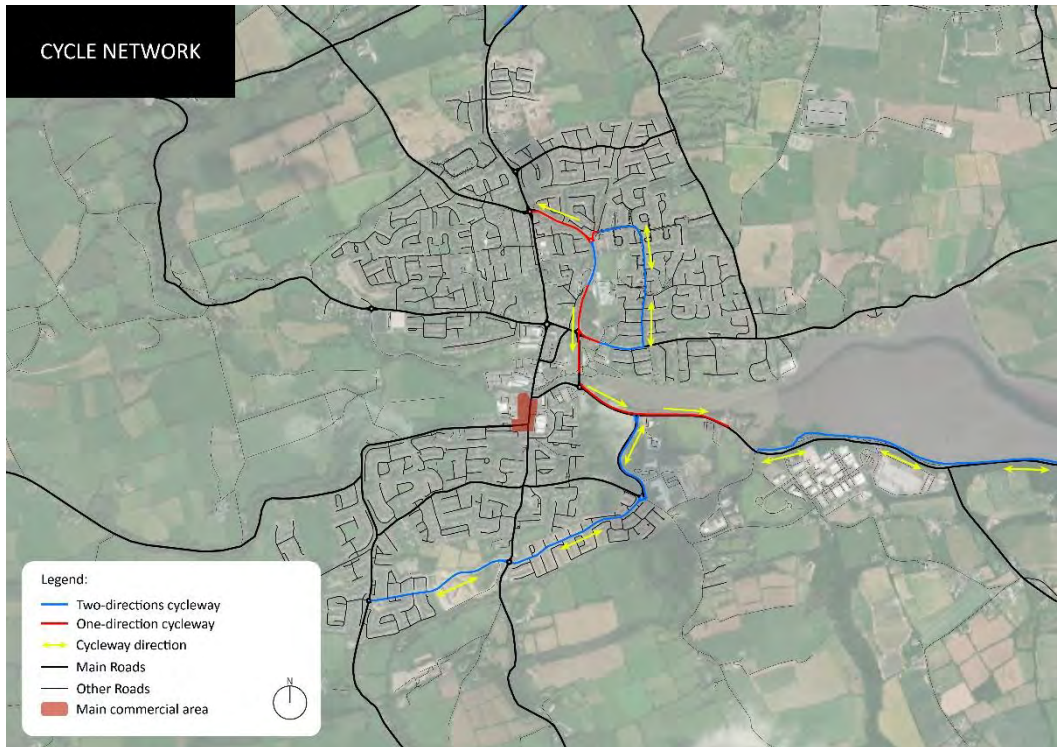 CYCLE NETWORK
Legend:
Two-directions cycleway
One-direction cycleway
Cycleway direction
Main Roads
Other Roads
Main commercial area
N